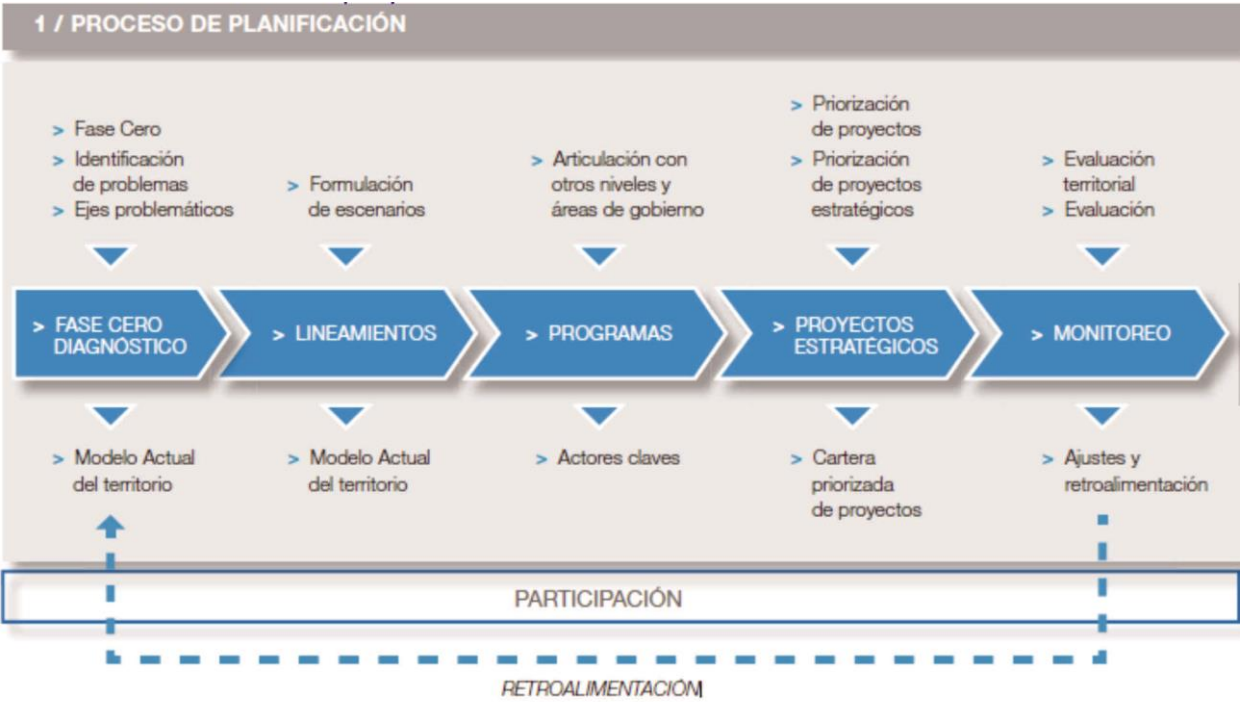 1 / PROCESO DE PLANIFICACIÓN
> Fase Cero
> Identificación
de problemas
> Ejes problemáticos
> Formulación
de escenarios
> Articulación con
otros niveles y
áreas de gobierno
> Priorización
de proyectos
> Priorización
de proyectos
estratégicos
> Evaluación
territorial
> Evaluación
> FASE CERO
DIAGNÓSTICO
> LINEAMIENTOS
> PROGRAMAS
> PROYECTOS
ESTRATÉGICOS
> MONITOREO
> Modelo Actual
del territorio
> Modelo Actual
del territorio
> Actores claves
> Cartera
priorizada
de proyectos
> Ajustes y
retroalimentación
PARTICIPACIÓN
RETROALIMENTACIÓN